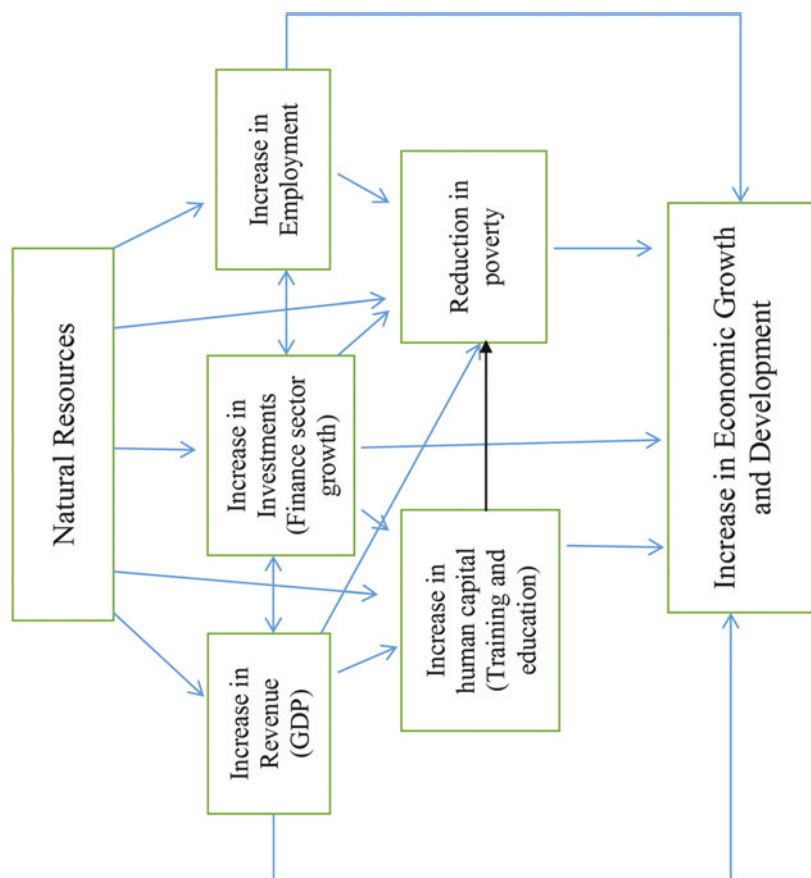 Natural Resources
Increase in
Revenue
(GDP)
Increase in
Investments
(Finance sector
growth)
Increase in
Employment
Increase in
human capital
(Training and
education)
Reduction in
poverty
Increase in Economic Growth
and Development